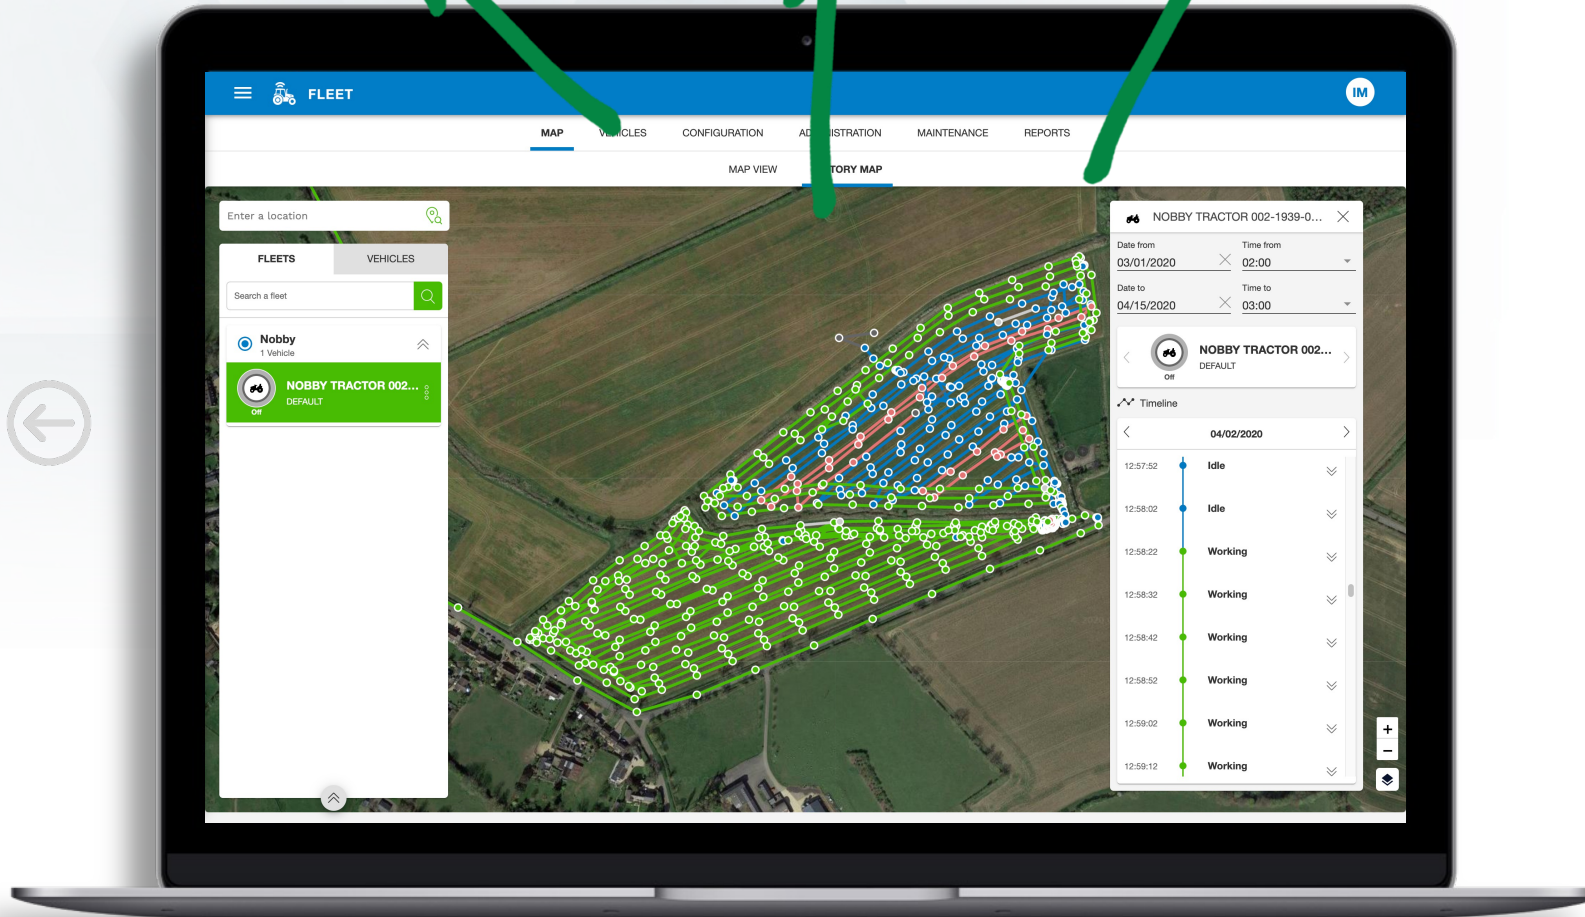 FLEET
IM
MAP VEHICLES CONFIGURATION ADMINISTRATION MAINTENANCE REPORTS
MAP VIEW TORY MAP
Enter a location
FLEETS VEHICLES
Search a fleet
Nobby
1 Vehicle
NOBBY TRACTOR 002...
DEFAULT
Off
NOBBY TRACTOR 002-1939-0...
Date from Time from
03/01/2020 02:00
Date to Time to
04/15/2020 03:00
NOBBY TRACTOR 002...
DEFAULT
Off
Timeline
04/02/2020
12:57:52 Idle
12:58:02 Idle
12:58:22 Working
12:58:32 Working
12:58:42 Working
12:58:52 Working
12:59:02 Working
12:59:12 Working
+
−